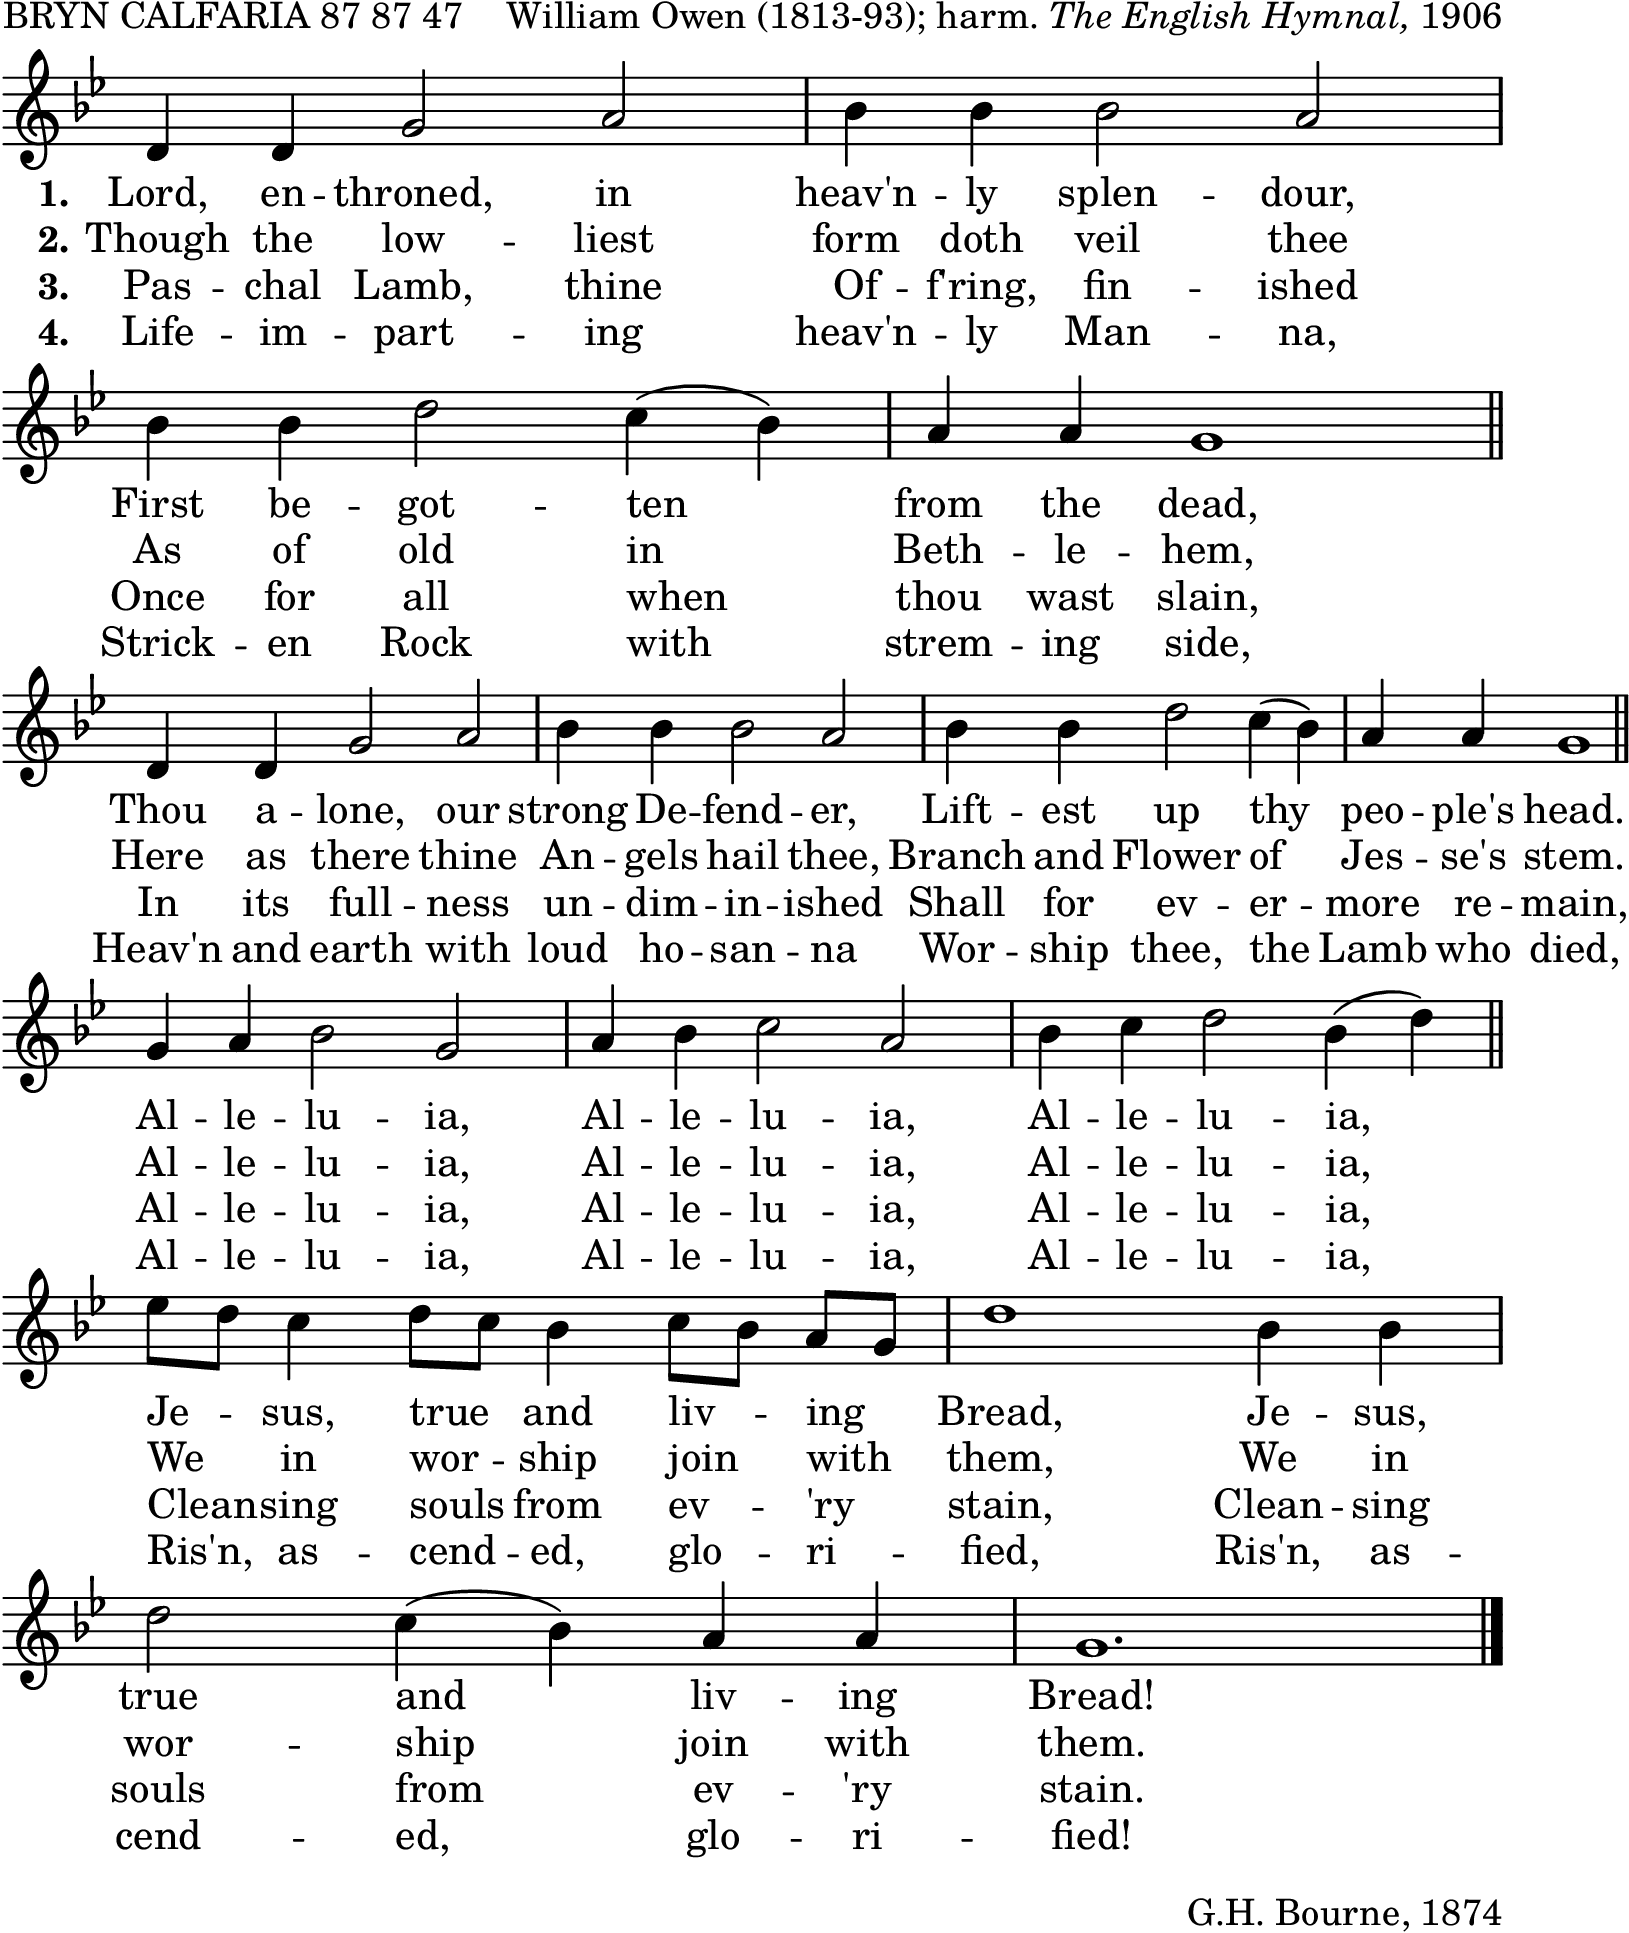 BRYN CALFARIA 87 87 47 William Owen (1813-93); harm. The English Hymnal, 1906
1. Lord, en -- throned, in heav'n -- ly splen -- dour,
2. Though the low -- liest form doth veil thee
3. Pas -- chal Lamb, thine Of -- f'ring, fin -- ished
4. Life -- im -- part -- ing heav'n -- ly Man -- na,
First be -- got -- ten from the dead,
As of old in Beth -- le -- hem,
Once for all when thou wast slain,
Strick -- en Rock with strem -- ing side,
Thou a -- lone, our strong De -- fend -- er, Lift -- est up thy peo -- ple's head.
Here as there thine An -- gels hail thee, Branch and Flower of Jes -- se's stem.
In its full -- ness un -- dim -- in -- ished Shall for ev -- er -- more re -- main,
Heav'n and earth with loud ho -- san -- na Wor -- ship thee, the Lamb who died,
Al -- le -- lu -- ia, Al -- le -- lu -- ia, Al -- le -- lu -- ia,
Al -- le -- lu -- ia, Al -- le -- lu -- ia, Al -- le -- lu -- ia,
Al -- le -- lu -- ia, Al -- le -- lu -- ia, Al -- le -- lu -- ia,
Al -- le -- lu -- ia, Al -- le -- lu -- ia, Al -- le -- lu -- ia,
Je -- sus, true and liv -- ing Bread, Je -- sus,
We in wor -- ship join with them, We in
Cleansing souls from ev -- 'ry stain, Clean -- sing
Ris'n, as -- cend -- ed, glo -- ri -- fied, Ris'n, as --
true and liv -- ing Bread!
wor -- ship join with them.
souls from ev -- 'ry stain.
cend -- ed, glo -- ri -- fied!
G.H. Bourne, 1874